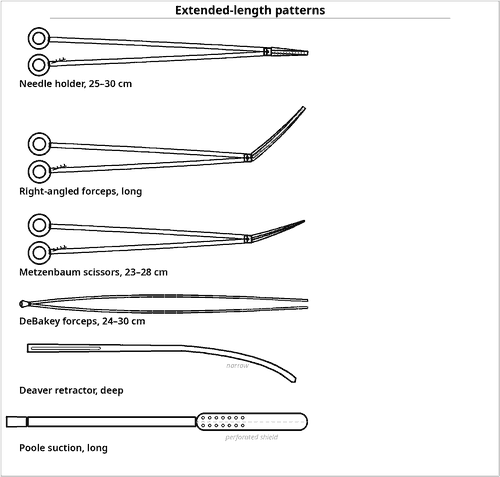 Extended-length patterns
Needle holder, 25–30 cm
Right-angled forceps, long
Metzenbaum scissors, 23–28 cm
DeBakey forceps, 24–30 cm
narrow
Deaver retractor, deep
perforated shield
Poole suction, long